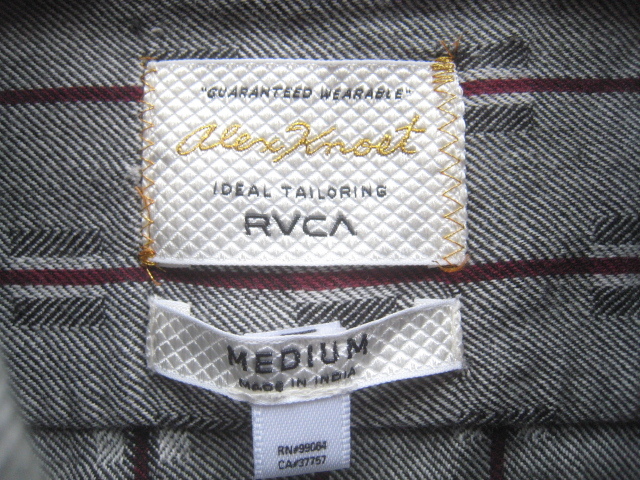 "GUARANTEED WEARABLE"
Alex Knost
IDEAL TAILORING
RVCA
MEDIUM
MADE IN INDIA
RN#99064
CA#37757